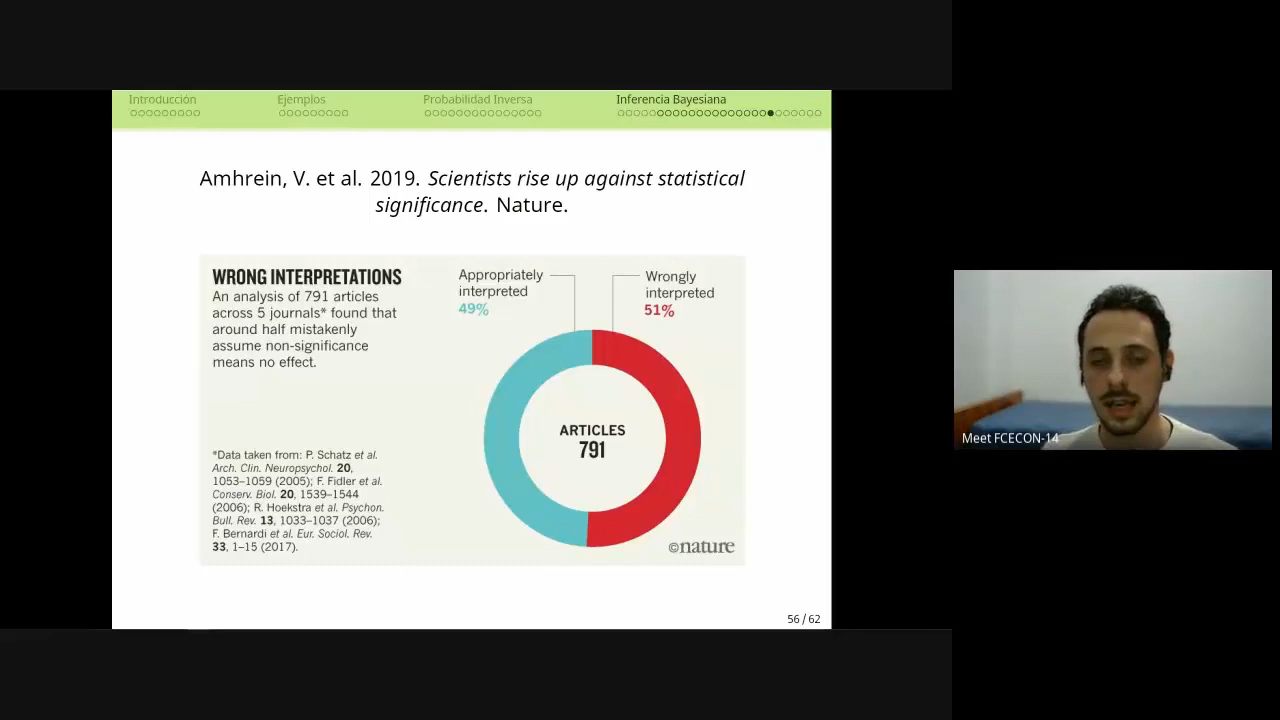 Introducción
Ejemplos
Probabilidad Inversa
Inferencia Bayesiana
Amhrein, V. et al. 2019. Scientists rise up against statistical
significance. Nature.
WRONG INTERPRETATIONS
An analysis of 791 articles
across 5 journals* found that
around half mistakenly
assume non-significance
means no effect.
*Data taken from: P. Schatz et al.
Arch. Clin. Neuropsychol. 20,
1053–1059 (2005); F. Fidler et al.
Conserv. Biol. 20, 1539–1544
(2006); R. Hoekstra et al. Psychon.
Bull. Rev. 13, 1033–1037 (2006);
F. Bernardi et al. Eur. Sociol. Rev.
33, 1–15 (2017).
Appropriately
interpreted
49%
Wrongly
interpreted
51%
ARTICLES
791
©nature
56 / 62
Meet FCECON-14